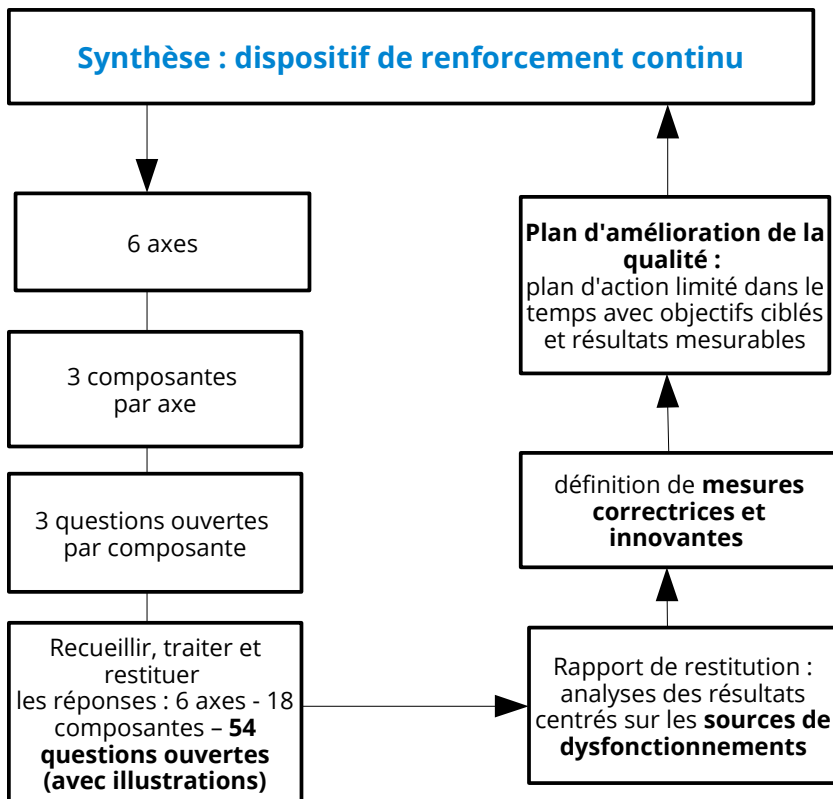 Synthèse : dispositif de renforcement continu
6 axes
3 composantes
par axe
3 questions ouvertes
par composante
Recueillir, traiter et
restituer
les réponses : 6 axes - 18
composantes – 54
questions ouvertes
(avec illustrations)
Plan d'amélioration de la
qualité :
plan d'action limité dans le
temps avec objectifs ciblés
et résultats mesurables
définition de mesures
correctrices et
innovantes
Rapport de restitution :
analyses des résultats
centrés sur les sources de
dysfonctionnements